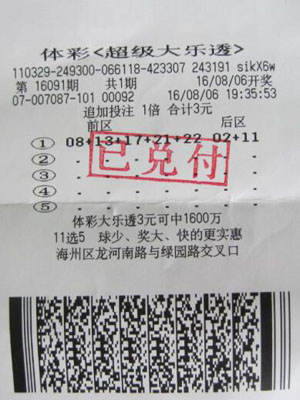 体彩<超级大乐透>
110329-249300-066118-423307 243191 sikX6w
第 16091期 共1期 16/08/06开奖
07-007087-101 00092 16/08/06 19:35:53
追加投注 1倍 合计3元
前区 后区
① 08+13+17+21+22 02+11
已兑付
② - - - - -
③ - - - - -
④ - - - - -
⑤ - - - - -
体彩大乐透3元可中1600万
11选5 球少、奖大、快的更实惠
海州区龙河南路与绿园路交叉口